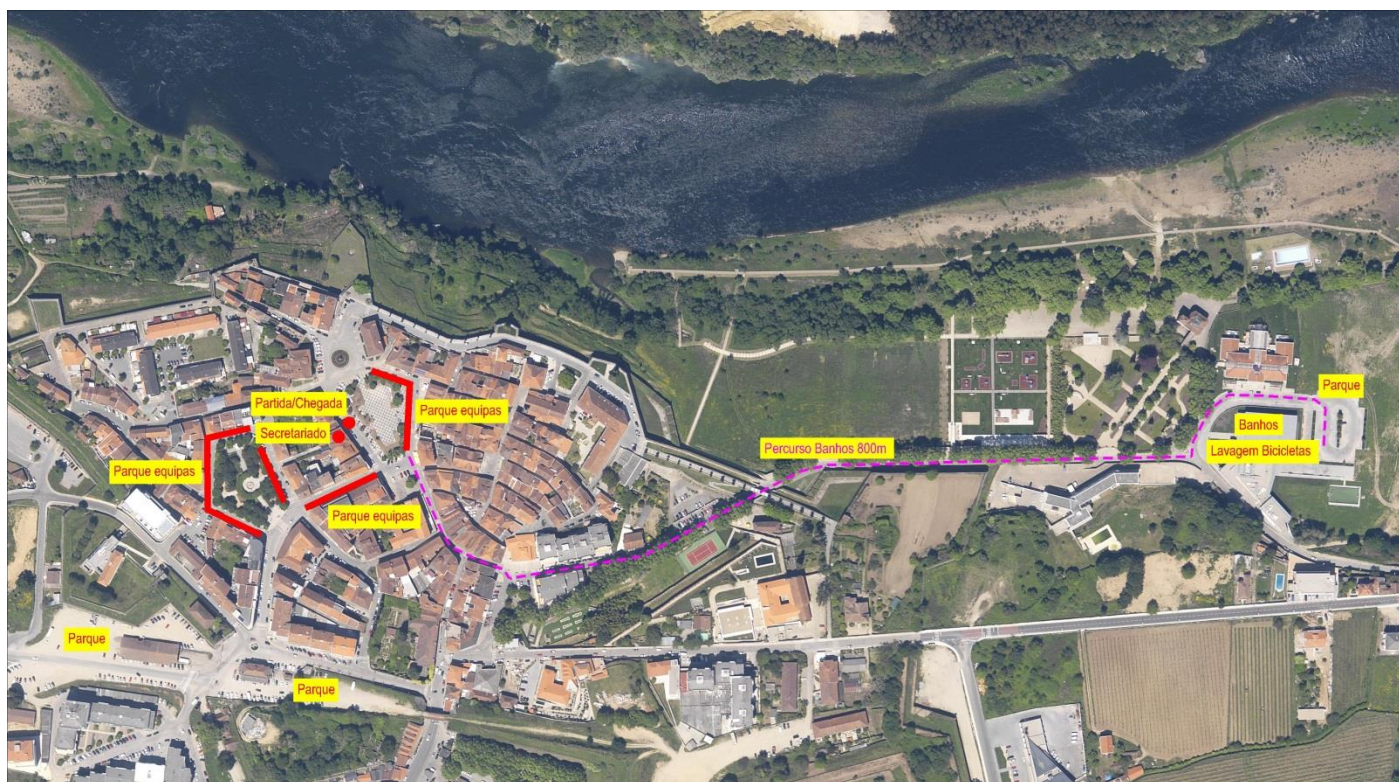 Parque
Partida/Chegada
Parque equipas
Secretariado
Banhos
Percurso Banhos 800m
Lavagem Bicicletas
Parque equipas
Parque equipas
Parque
Parque